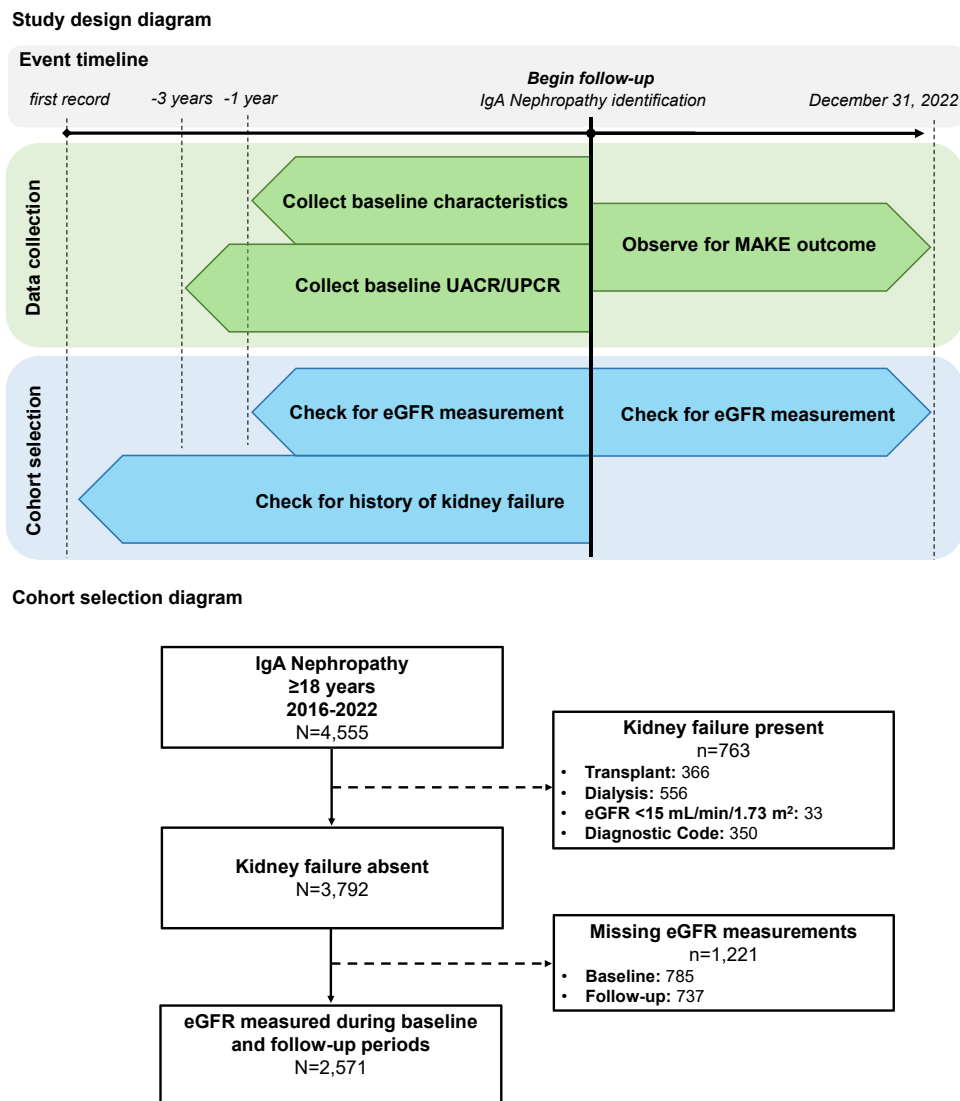 Study design diagram
Event timeline
Begin follow-up
first record
-3 years
-1 year
IgA Nephropathy identification
December 31, 2022
Data collection
Collect baseline characteristics
Observe for MAKE outcome
Collect baseline UACR/UPCR
Cohort selection
Check for eGFR measurement
Check for eGFR measurement
Check for history of kidney failure
Cohort selection diagram
IgA Nephropathy
≥18 years
2016-2022
N=4,555
Kidney failure present
n=763
• Transplant: 366
• Dialysis: 556
• eGFR <15 mL/min/1.73 m²: 33
• Diagnostic Code: 350
Kidney failure absent
N=3,792
Missing eGFR measurements
n=1,221
• Baseline: 785
• Follow-up: 737
eGFR measured during baseline
and follow-up periods
N=2,571